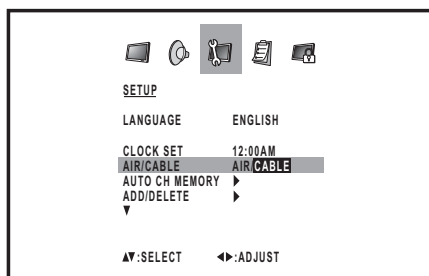 SETUP
LANGUAGE ENGLISH
CLOCK SET 12:00AM
AIR/CABLE AIR/CABLE
AUTO CH MEMORY ▶
ADD/DELETE ▶
▼
▲▼:SELECT ◀▶:ADJUST